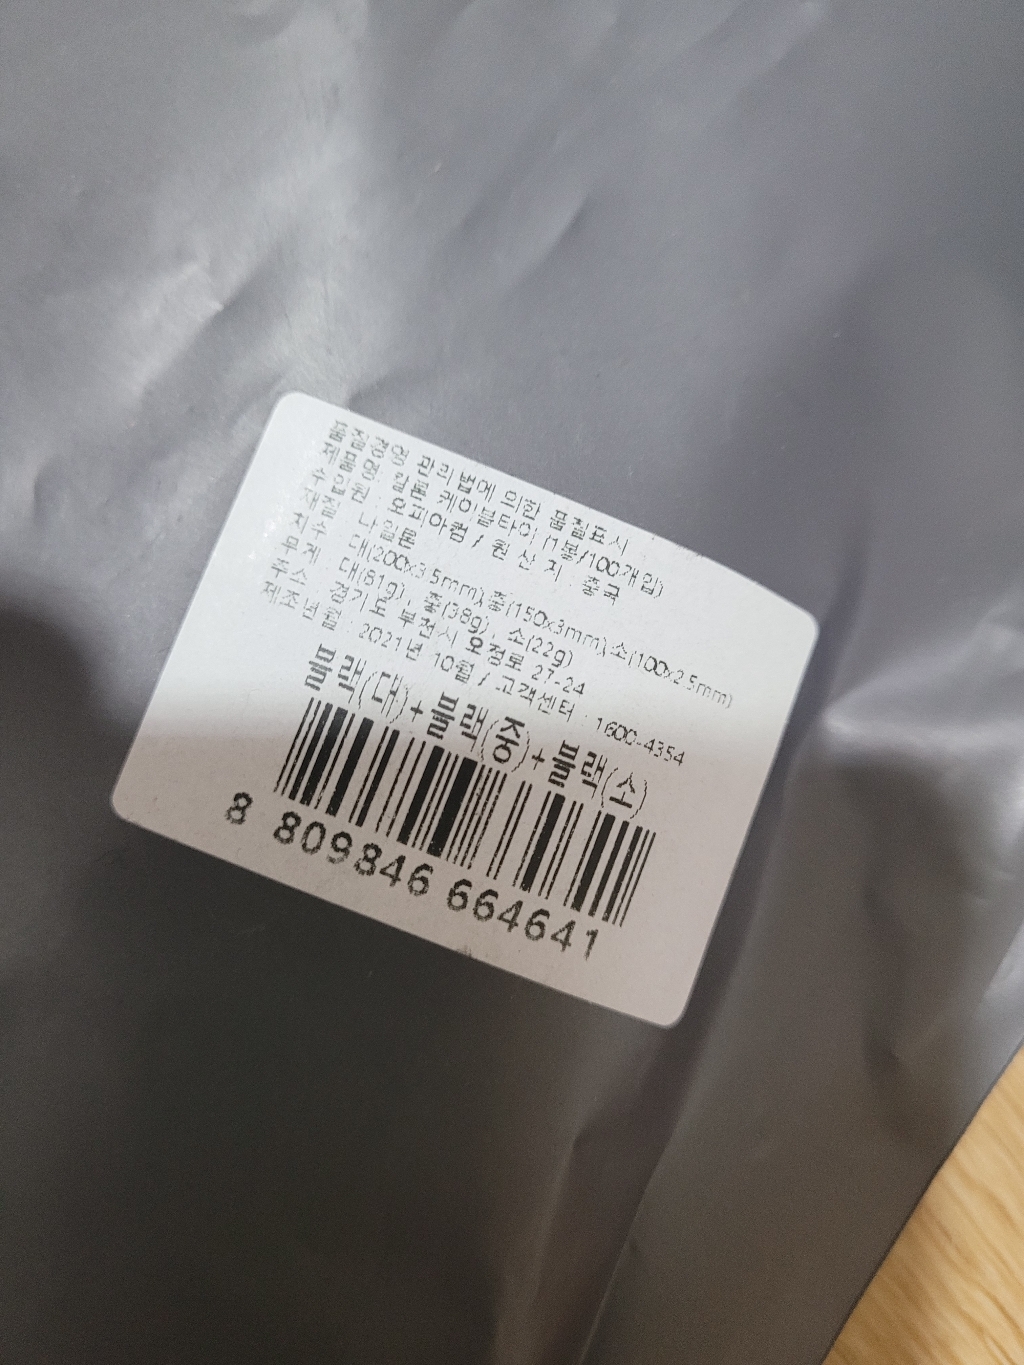 품질경영 관리법에 의한 품질표시
제품명 : 알뜰 케이블타이 (1봉/100개입)
수입원 : 오피아컴 / 원 산 지 : 중국
재질 : 나일론
치수 : 대(200x3.5mm),중(150x3mm),소(100x2.5mm)
무게 : 대(81g), 중(38g), 소(22g)
주소 : 경기도 부천시 오정로 27-24
제조년월 : 2021년 10월 / 고객센터 : 1600-4354
블랙(대)+블랙(중)+블랙(소)
8 809846 664641